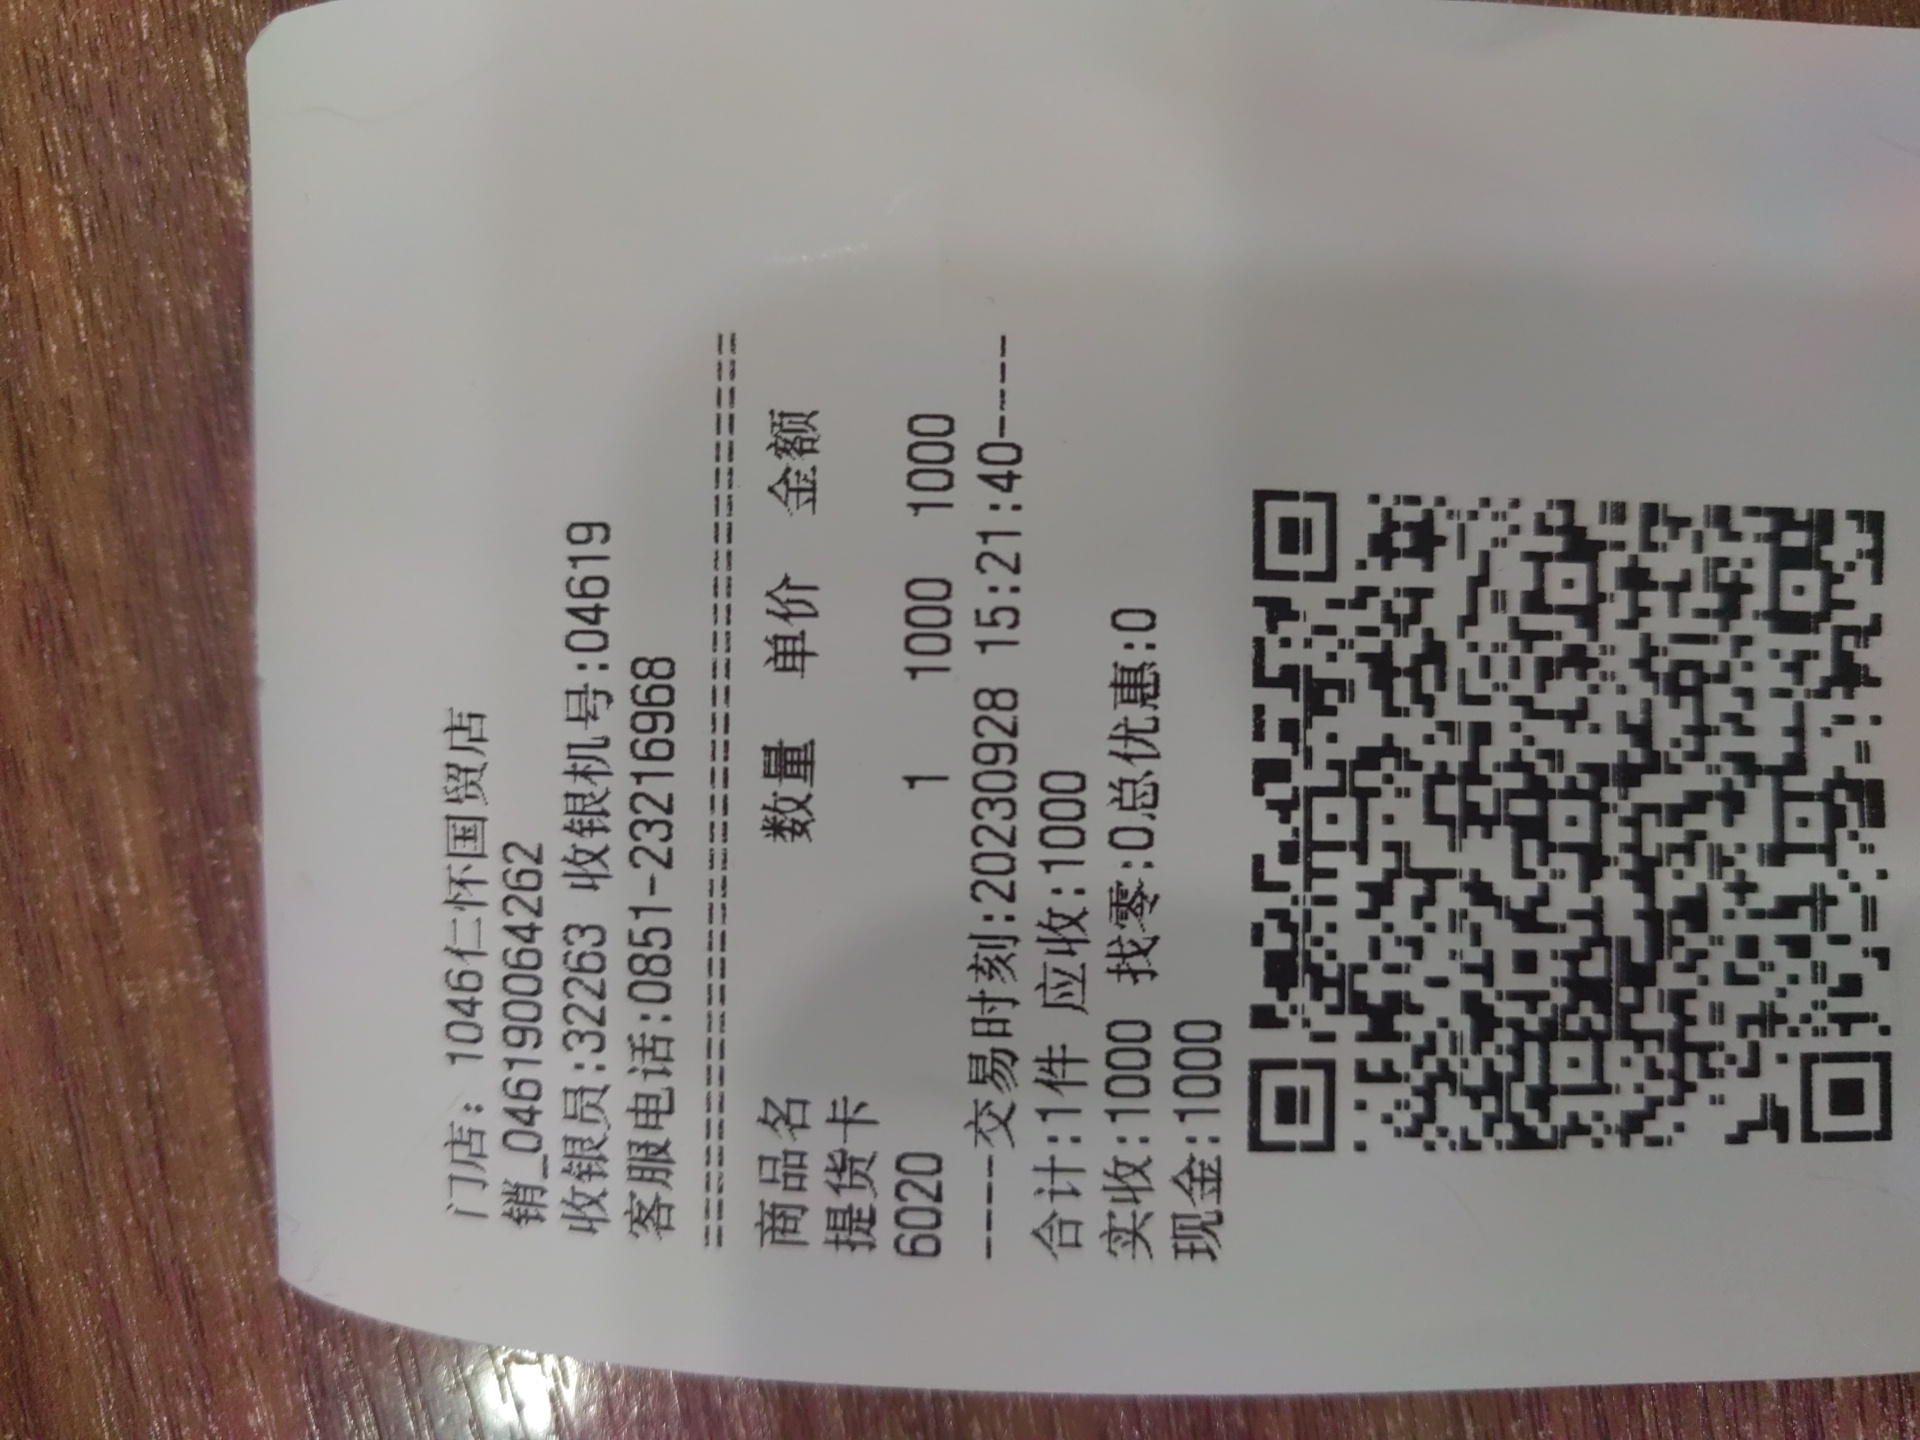 门店: 1046仁怀国贸店
销_046190064262
收银员:32263 收银机号:04619
客服电话:0851-23216968
================================
商品名 数量 单价 金额
提货卡
6020 1 1000 1000
----交易时刻:20230928 15:21:40----
合计:1件 应收:1000
实收:1000 找零:0总优惠:0
现金:1000